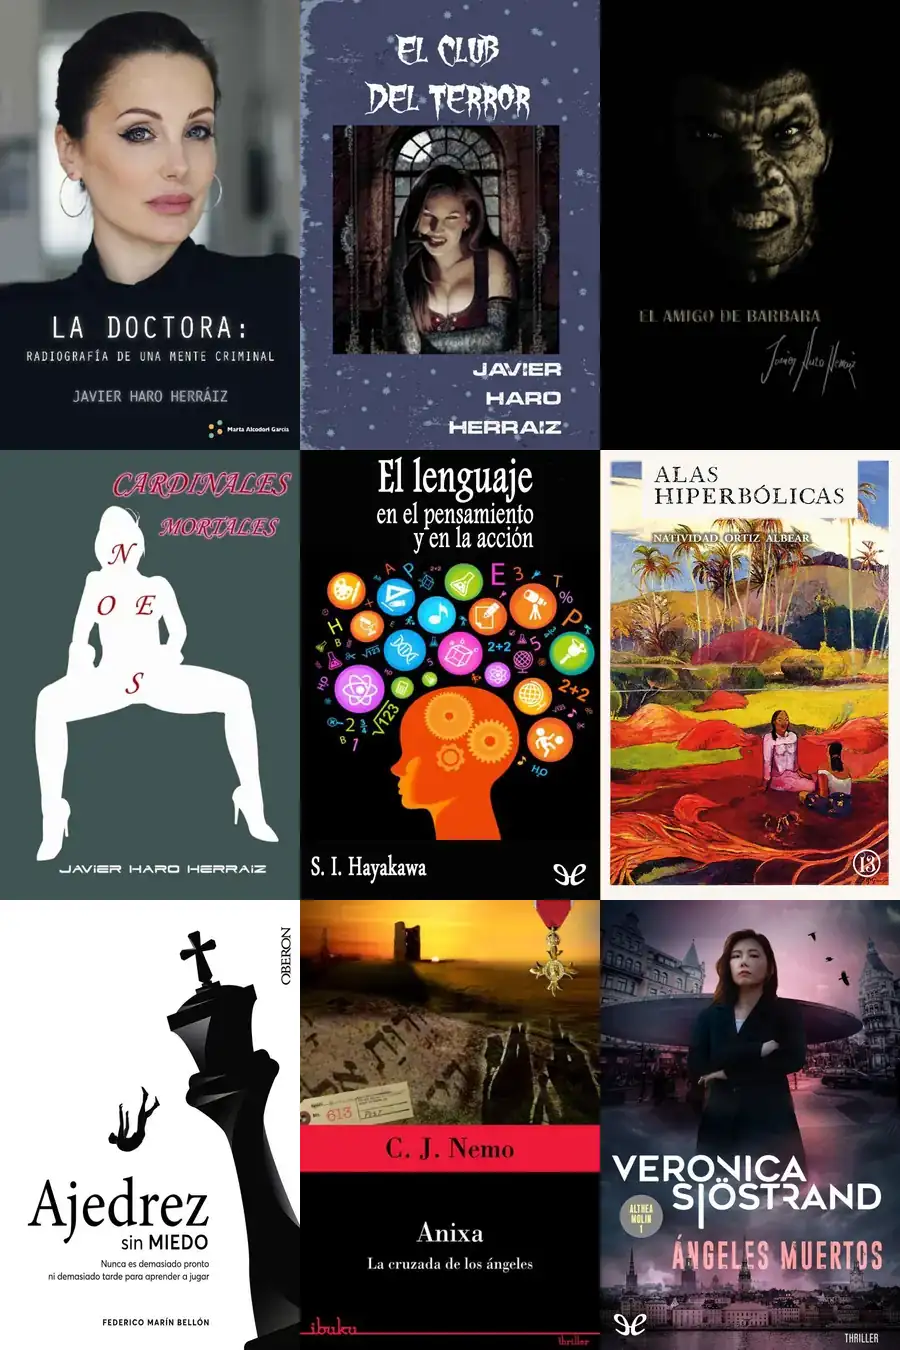 LA DOCTORA:
RADIOGRAFÍA DE UNA MENTE CRIMINAL
JAVIER HARO HERRÁIZ
Marta Alcodori García
EL CLUB
DEL TERROR
JAVIER
HARO
HERRAIZ
EL AMIGO DE BARBARA
Javier Haro Herraiz
CARDINALES
MORTALES
N
O E
S
JAVIER HARO HERRAIZ
El lenguaje
en el pensamiento
y en la acción
S. I. Hayakawa
ALAS
HIPERBÓLICAS
NATIVIDAD ORTIZ ALBEAR
13
OBERON
Ajedrez
sin MIEDO
Nunca es demasiado pronto
ni demasiado tarde para aprender a jugar
FEDERICO MARÍN BELLÓN
613
C. J. Nemo
Anixa
La cruzada de los ángeles
ibuku
thriller
VERONICA
SJÖSTRAND
ALTHEA
MOLIN
1
ÁNGELES MUERTOS
THRILLER